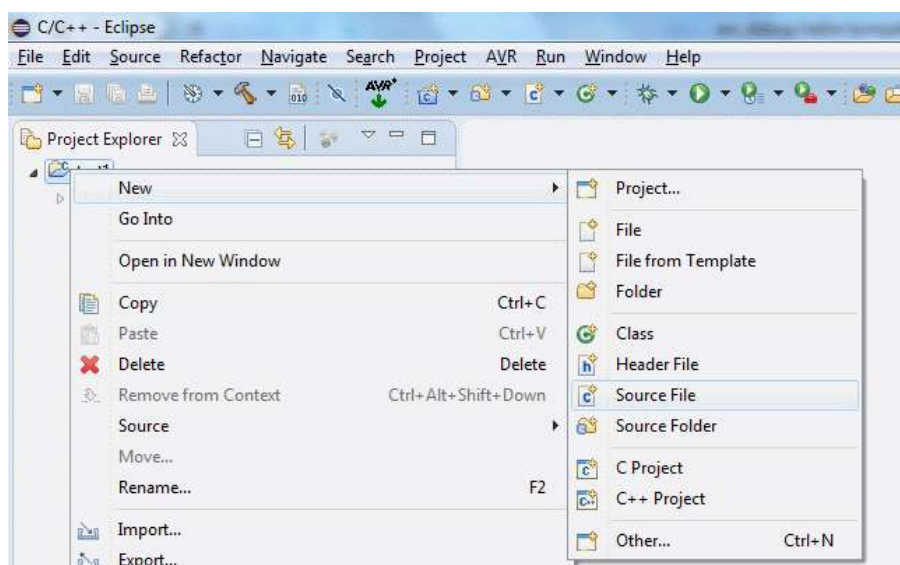 C/C++ - Eclipse
File Edit Source Refactor Navigate Search Project AVR Run Window Help
010 AVR
Project Explorer
New
Go Into
Open in New Window
Copy Ctrl+C
Paste Ctrl+V
Delete Delete
Remove from Context Ctrl+Alt+Shift+Down
Source
Move...
Rename... F2
Import...
Export...
Project...
File
File from Template
Folder
Class
Header File
Source File
Source Folder
C Project
C++ Project
Other... Ctrl+N